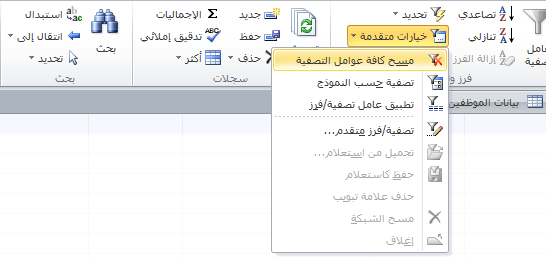 تصاعدي
تنازلي
إزالة الفرز
عامل
تصفية
تحديد
خيارات متقدمة
فرز و
جديد
حفظ
حذف
الإجماليات
تدقيق إملائي
أكثر
سجلات
بحث
استبدال
الانتقال إلى
تحديد
بحث
مسح كافة عوامل التصفية
تصفية حسب النموذج
تطبيق عامل تصفية/فرز
تصفية/فرز متقدم...
تحميل من استعلام...
حفظ كاستعلام
حذف علامة تبويب
مسح الشبكة
إغلاق
بيانات الموظفين